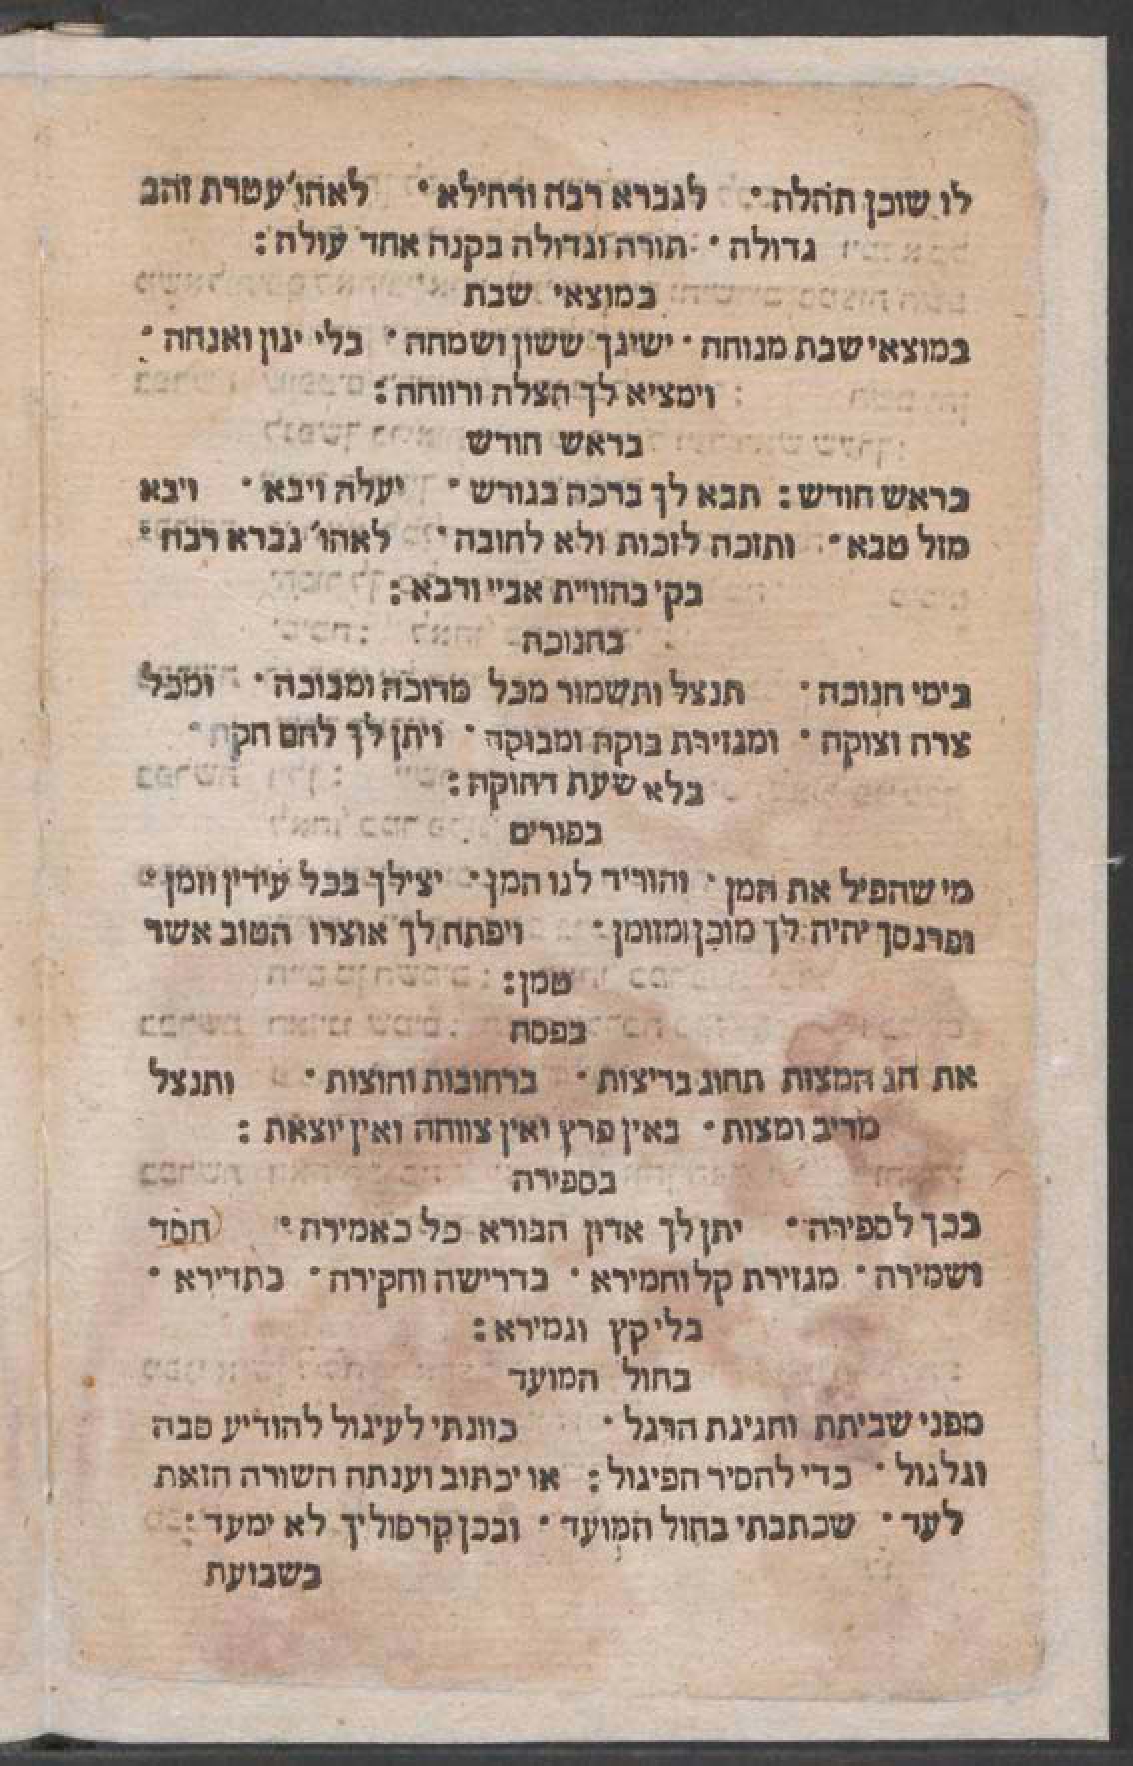 לו שוכן תהלה · לגברא רבה ודחילא · לאהו' עטרת זהב
גדולה · תורה וגדולה בקנה אחד עולה :
במוצאי שבת
במוצאי שבת מנוחה · ישיגך ששון ושמחה · בלי יגון ואנחה ·
וימציא לך הצלה ורווחה :
בראש חודש
בראש חודש : תבא לך ברכה בגורש · יעלה ויבא · ויבא
מזל טבא · ותזכה לזכות ולא לחובה · לאהו' גברא רבה :
בקי בהוויית אביי ורבא :
בחנוכה
בימי חנוכה · תנצל ותשמור מכל מרוכה ומבוכה · ומכל
צרה וצוקה · ומגזירת בוקה ומבוקה · ויתן לך לחם חקה ·
בלא שעת דחוקה :
בפורים
מי שהפיל את המן · והוריד לנו המן · יצילך בכל עידין וזמן ·
ופרנסך יהיה לך מוכן ומזומן · ויפתח לך אוצרו הטוב אשר
טמן :
בפסח
את חג המצות תחוג בריצות · ברחובות וחוצות · ותנצל
מריב ומצות · באין פרץ ואין צווחה ואין יוצאת :
בספירה
בכך לספירה · יתן לך אדון הבורא כל באמירה · חסד
ושמירה · מגזירת קל וחמירא · בדרישה וחקירה · בתדירא ·
בלי קץ וגמירא :
בחול המועד
מפני שביתת וחגיגת הרגל · כוונתי לעיגול להודיע סבה
וגלגול · כדי להסיר הפיגול : או יכתוב וענתה השורה הזאת
לעד · שכתבתי בחול המועד · ובכן קרסוליך לא ימעד :
בשבועת